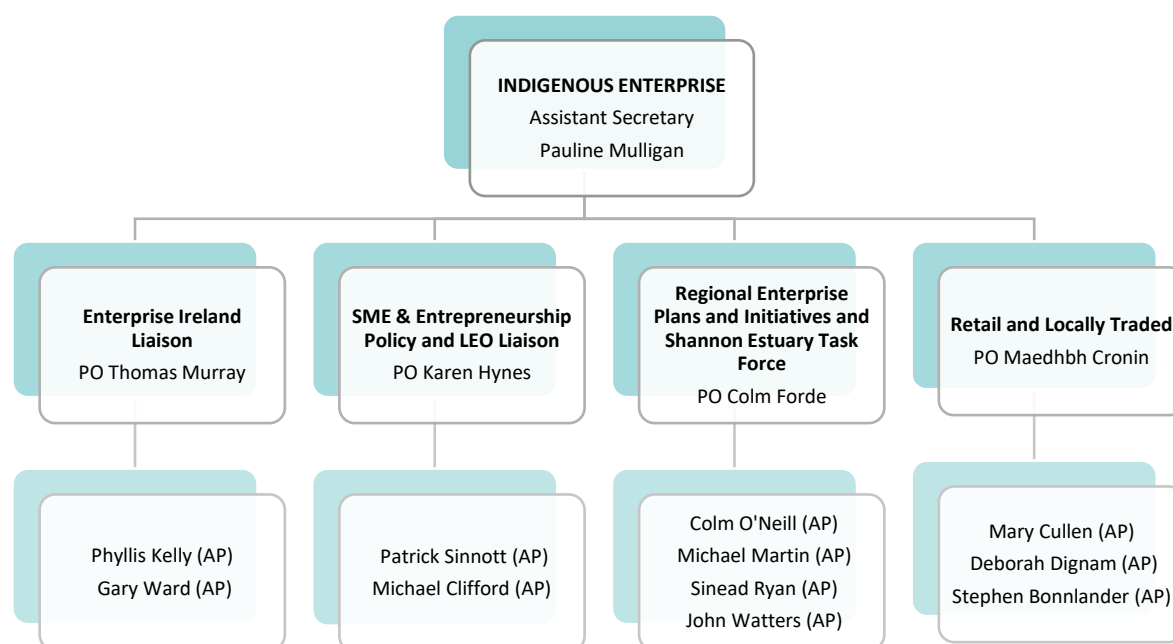 INDIGENOUS ENTERPRISE
Assistant Secretary
Pauline Mulligan
Enterprise Ireland
Liaison
PO Thomas Murray
SME & Entrepreneurship
Policy and LEO Liaison
PO Karen Hynes
Regional Enterprise
Plans and Initiatives and
Shannon Estuary Task
Force
PO Colm Forde
Retail and Locally Traded
PO Maedhbh Cronin
Phyllis Kelly (AP)
Gary Ward (AP)
Patrick Sinnott (AP)
Michael Clifford (AP)
Colm O'Neill (AP)
Michael Martin (AP)
Sinead Ryan (AP)
John Watters (AP)
Mary Cullen (AP)
Deborah Dignam (AP)
Stephen Bonnlander (AP)